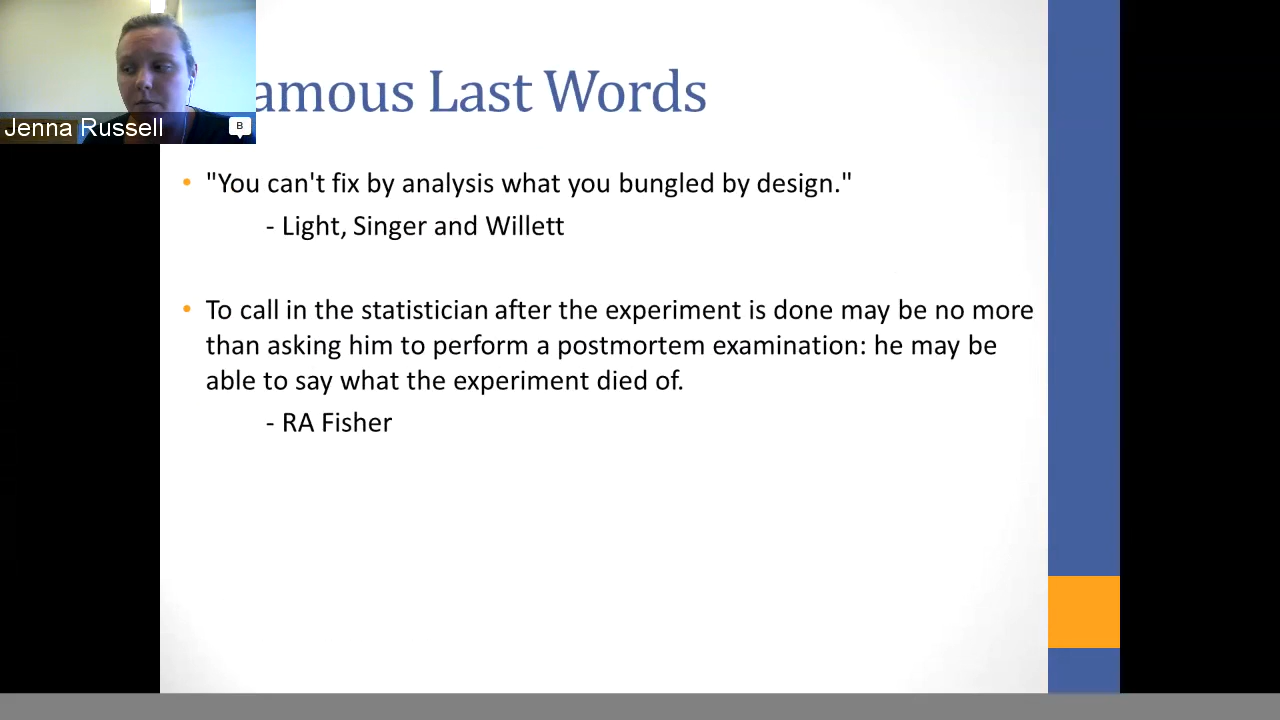 amous Last Words
Jenna Russell
B
• "You can't fix by analysis what you bungled by design."
- Light, Singer and Willett
• To call in the statistician after the experiment is done may be no more
than asking him to perform a postmortem examination: he may be
able to say what the experiment died of.
- RA Fisher